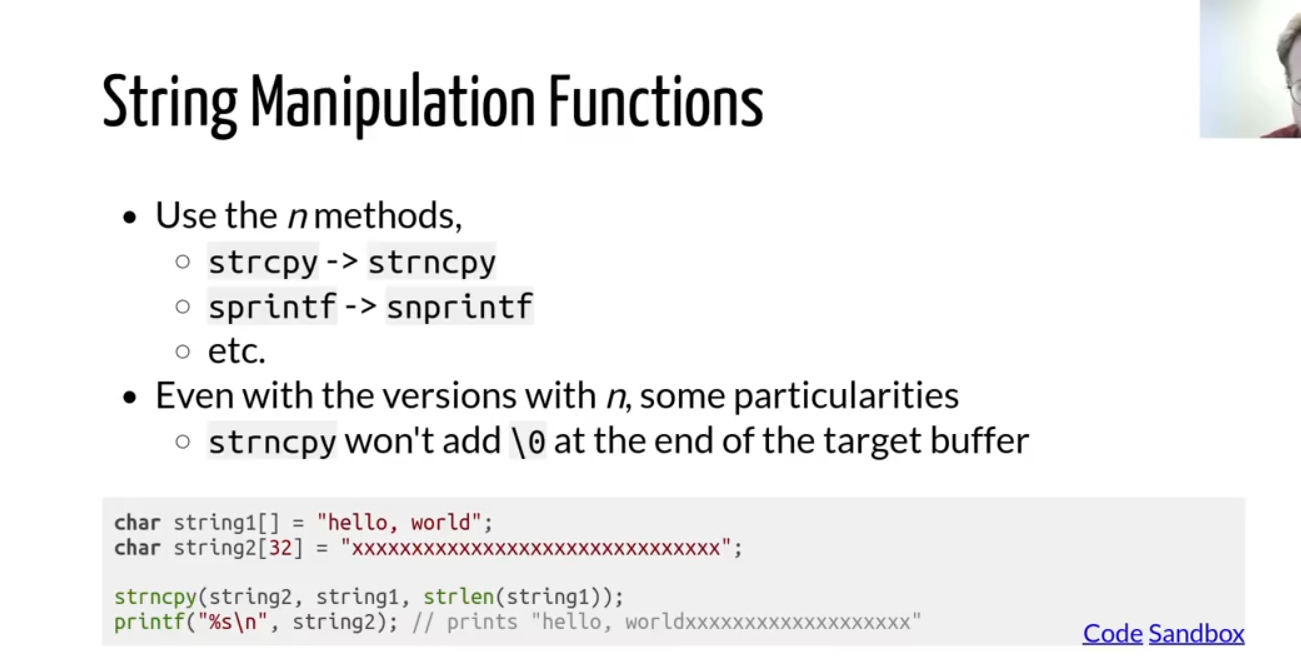 String Manipulation Functions
• Use the n methods,
○ strcpy -> strncpy
○ sprintf -> snprintf
○ etc.
• Even with the versions with n, some particularities
○ strncpy won't add \0 at the end of the target buffer
char string1[] = "hello, world";
char string2[32] = "xxxxxxxxxxxxxxxxxxxxxxxxxxxxxxx";
strncpy(string2, string1, strlen(string1));
printf("%s\n", string2); // prints "hello, worldxxxxxxxxxxxxxxxxxxx"
Code Sandbox